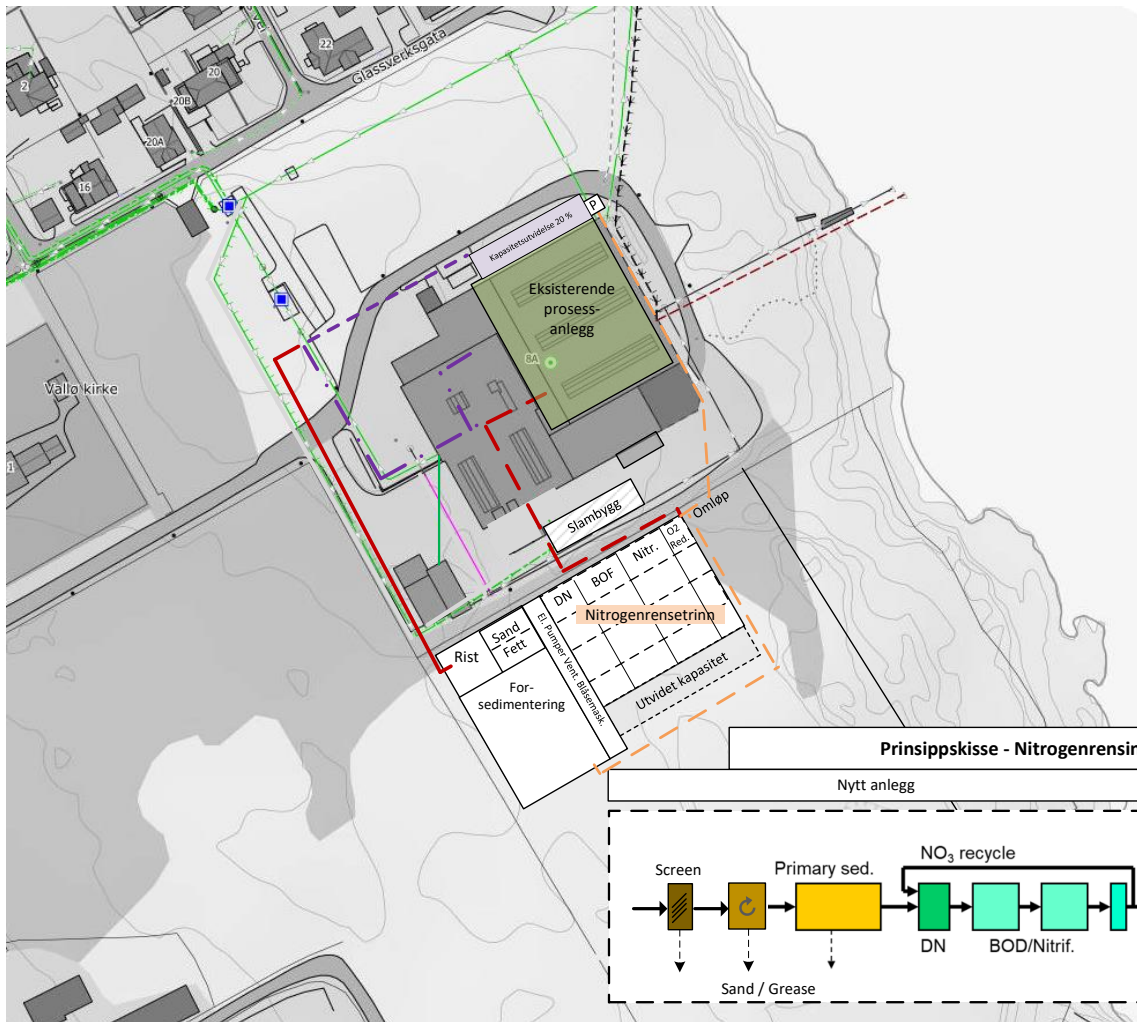 22
Glassverksgata
2
20
20B
20A
16
P
Kapasitetsutvidelse 20 %
Eksisterende
prosess-
anlegg
8A
Vallø kirke
1
Slambygg
Omløp
O2
Red.
Nitr.
BOF
DN
Nitrogenrensetrinn
Sand
Fett
Rist
El. Pumper Vent. Blåsemask.
For-
sedimentering
Utvidet kapasitet
Prinsippskisse - Nitrogenrensin
Nytt anlegg
NO3 recycle
Screen
Primary sed.
DN
BOD/Nitrif.
Sand / Grease